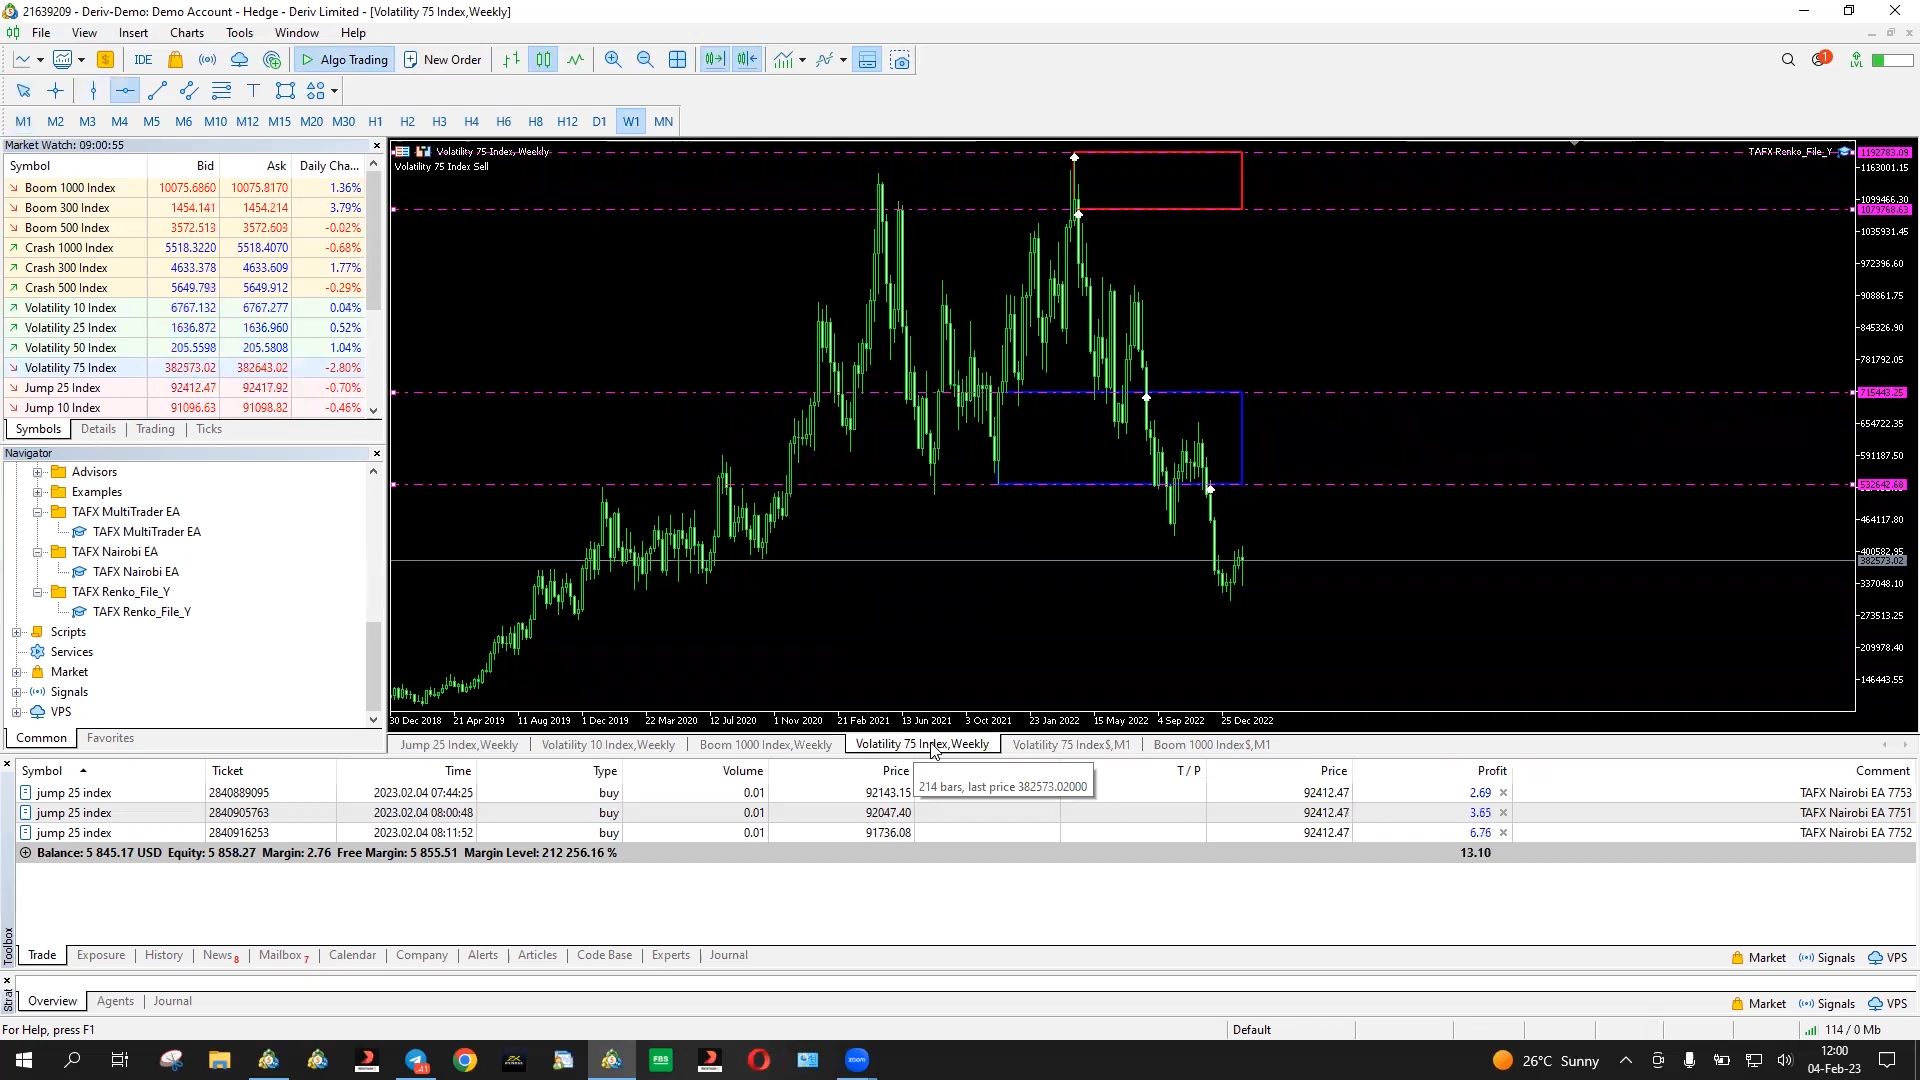 21639209 - Deriv-Demo: Demo Account - Hedge - Deriv Limited - [Volatility 75 Index,Weekly]
File View Insert Charts Tools Window Help
IDE Algo Trading New Order 1 LVL
M1 M2 M3 M4 M5 M6 M10 M12 M15 M20 M30 H1 H2 H3 H4 H6 H8 H12 D1 W1 MN
Market Watch: 09:00:55
Symbol Bid Ask Daily Cha...
Boom 1000 Index 10075.6860 10075.8170 1.36%
Boom 300 Index 1454.141 1454.214 3.79%
Boom 500 Index 3572.513 3572.603 -0.02%
Crash 1000 Index 5518.3220 5518.4070 -0.68%
Crash 300 Index 4633.378 4633.609 1.77%
Crash 500 Index 5649.793 5649.912 -0.29%
Volatility 10 Index 6767.132 6767.277 0.04%
Volatility 25 Index 1636.872 1636.960 0.52%
Volatility 50 Index 205.5598 205.5808 1.04%
Volatility 75 Index 382573.02 382643.02 -2.80%
Jump 25 Index 92412.47 92417.92 -0.70%
Jump 10 Index 91096.63 91098.82 -0.46%
Symbols Details Trading Ticks
Navigator
Advisors
Examples
TAFX MultiTrader EA
TAFX MultiTrader EA
TAFX Nairobi EA
TAFX Nairobi EA
TAFX Renko_File_Y
TAFX Renko_File_Y
Scripts
Services
Market
Signals
VPS
Common Favorites
Volatility 75 Index, Weekly
Volatility 75 Index Sell
TAFX Renko_File_Y
1192783.09
1163001.15
1099466.30
1079768.63
1035931.45
972396.60
908861.75
845326.90
781792.05
715443.25
654722.35
591187.50
532642.68
464117.80
400582.95
382573.02
337048.10
273513.25
209978.40
146443.55
30 Dec 2018 21 Apr 2019 11 Aug 2019 1 Dec 2019 22 Mar 2020 12 Jul 2020 1 Nov 2020 21 Feb 2021 13 Jun 2021 3 Oct 2021 23 Jan 2022 15 May 2022 4 Sep 2022 25 Dec 2022
Jump 25 Index,Weekly Volatility 10 Index,Weekly Boom 1000 Index,Weekly Volatility 75 Index,Weekly Volatility 75 Index$,M1 Boom 1000 Index$,M1
Symbol Ticket Time Type Volume Price T / P Price Profit Comment
214 bars, last price 382573.02000
jump 25 index 2840889095 2023.02.04 07:44:25 buy 0.01 92143.15 92412.47 2.69 TAFX Nairobi EA 7753
jump 25 index 2840905763 2023.02.04 08:00:48 buy 0.01 92047.40 92412.47 3.65 TAFX Nairobi EA 7751
jump 25 index 2840916253 2023.02.04 08:11:52 buy 0.01 91736.08 92412.47 6.76 TAFX Nairobi EA 7752
Balance: 5 845.17 USD Equity: 5 858.27 Margin: 2.76 Free Margin: 5 855.51 Margin Level: 212 256.16 % 13.10
Toolbox
Trade Exposure History News 8 Mailbox 7 Calendar Company Alerts Articles Code Base Experts Journal
Market Signals VPS
Strat
Overview Agents Journal
Market Signals VPS
For Help, press F1 Default 114 / 0 Mb
41 FBS zoom 26°C Sunny 12:00
04-Feb-23